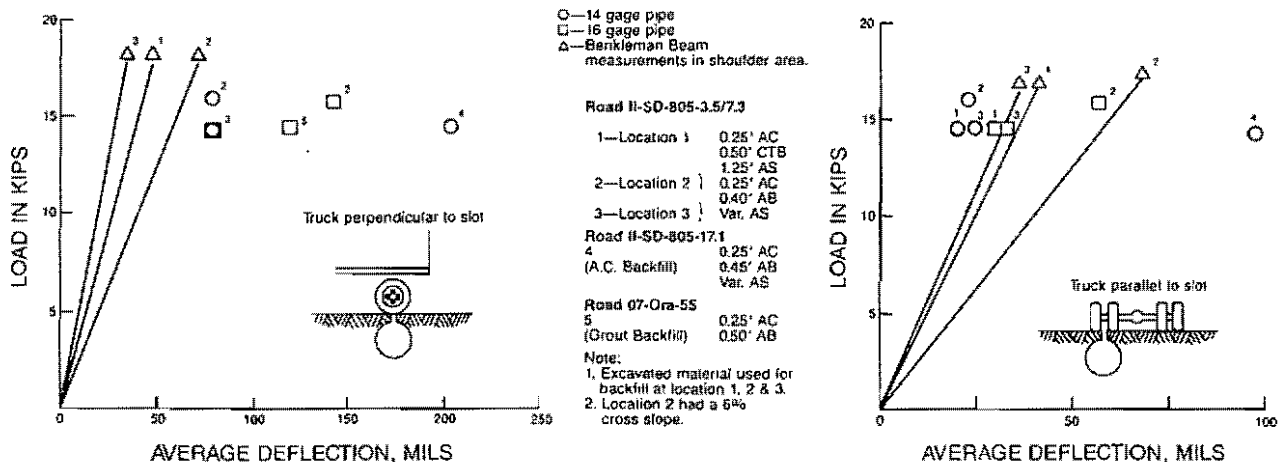 20
15
10
5
0
50
100
150
200
250
LOAD IN KIPS
AVERAGE DEFLECTION, MILS
3
1
2
2
3
2
5
4
Truck perpendicular to slot
O—14 gage pipe
□—16 gage pipe
△—Benkleman Beam
measurements in shoulder area.
Road II-SD-805-3.5/7.3
1—Location 1 0.25' AC
0.50' CTB
1.25' AS
2—Location 2 } 0.25' AC
0.40' AB
3—Location 3 } Var. AS
Road II-SD-805-17.1
4 0.25' AC
(A.C. Backfill) 0.45' AB
Var. AS
Road 07-Ora-55
5 0.25' AC
(Grout Backfill) 0.50' AB
Note:
1. Excavated material used for
backfill at location 1, 2 & 3.
2. Location 2 had a 6%
cross slope.
20
15
10
5
0
50
100
LOAD IN KIPS
AVERAGE DEFLECTION, MILS
3
2
2
2
1
3
1
3
4
Truck parallel to slot